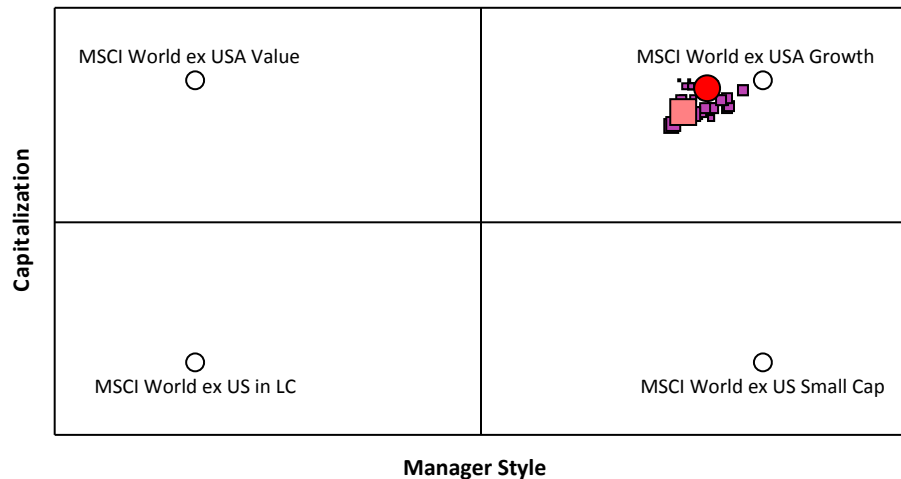 MSCI World ex USA Value
MSCI World ex USA Growth
Capitalization
MSCI World ex US in LC
MSCI World ex US Small Cap
Manager Style